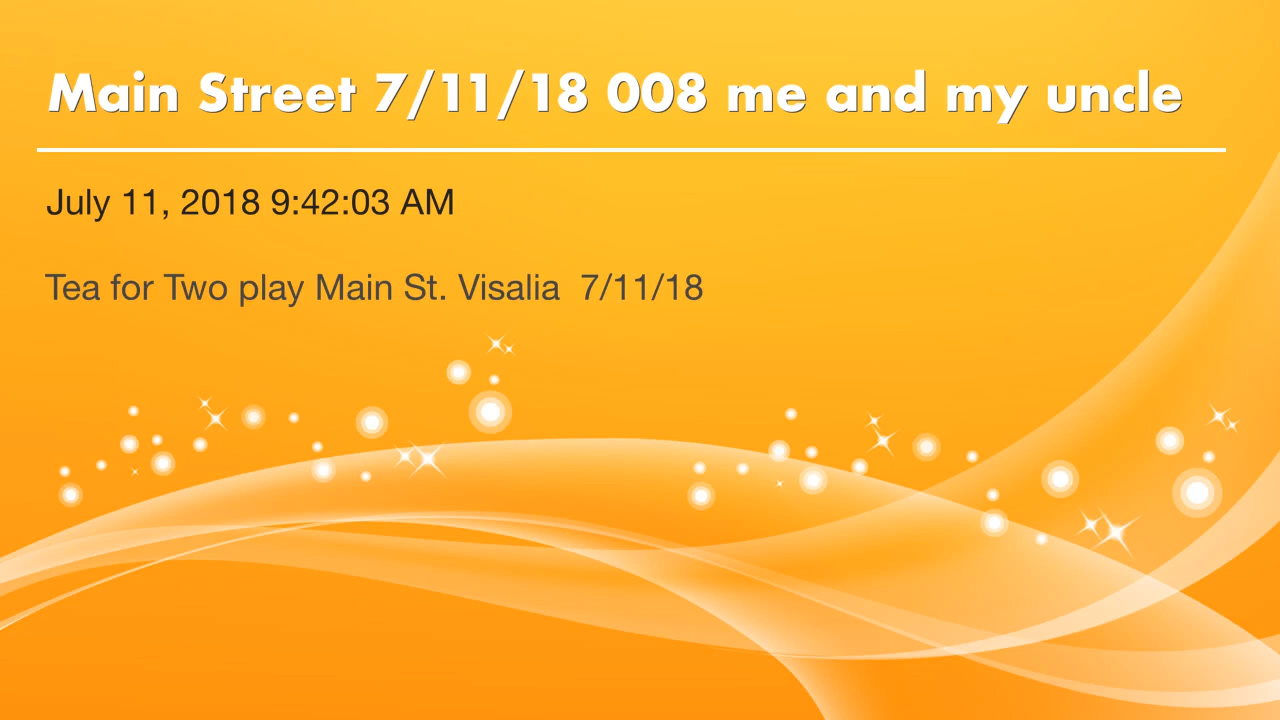 Main Street 7/11/18 008 me and my uncle
July 11, 2018 9:42:03 AM
Tea for Two play Main St. Visalia  7/11/18